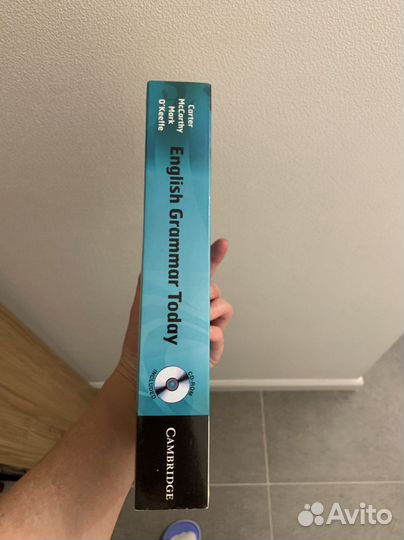 Carter
McCarthy
Mark
O'Keeffe
English Grammar Today
CD-ROM
INCLUDED
CAMBRIDGE
Avito